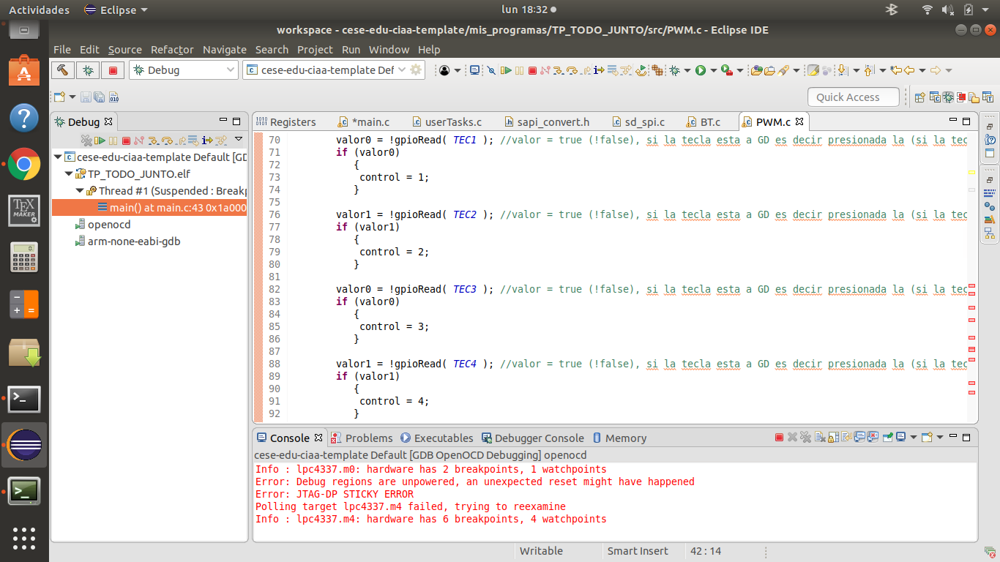 Actividades Eclipse lun 18:32
workspace - cese-edu-ciaa-template/mis_programas/TP_TODO_JUNTO/src/PWM.c - Eclipse IDE
File Edit Source Refactor Navigate Search Project Run Window Help
Debug cese-edu-ciaa-template Def
Quick Access
Debug
cese-edu-ciaa-template Default [GD
TP_TODO_JUNTO.elf
Thread #1 (Suspended : Breakp
main() at main.c:43 0x1a000
openocd
arm-none-eabi-gdb
Registers *main.c userTasks.c sapi_convert.h sd_spi.c BT.c PWM.c
70 valor0 = !gpioRead( TEC1 ); //valor = true (!false), si la tecla esta a GD es decir presionada la (si la tec
71 if (valor0)
72 {
73 control = 1;
74 }
75
76 valor1 = !gpioRead( TEC2 ); //valor = true (!false), si la tecla esta a GD es decir presionada la (si la tec
77 if (valor1)
78 {
79 control = 2;
80 }
81
82 valor0 = !gpioRead( TEC3 ); //valor = true (!false), si la tecla esta a GD es decir presionada la (si la tec
83 if (valor0)
84 {
85 control = 3;
86 }
87
88 valor1 = !gpioRead( TEC4 ); //valor = true (!false), si la tecla esta a GD es decir presionada la (si la tec
89 if (valor1)
90 {
91 control = 4;
92 }
Console Problems Executables Debugger Console Memory
cese-edu-ciaa-template Default [GDB OpenOCD Debugging] openocd
Info : lpc4337.m0: hardware has 2 breakpoints, 1 watchpoints
Error: Debug regions are unpowered, an unexpected reset might have happened
Error: JTAG-DP STICKY ERROR
Polling target lpc4337.m4 failed, trying to reexamine
Info : lpc4337.m4: hardware has 6 breakpoints, 4 watchpoints
Writable Smart Insert 42 : 14
TEX
MAKER